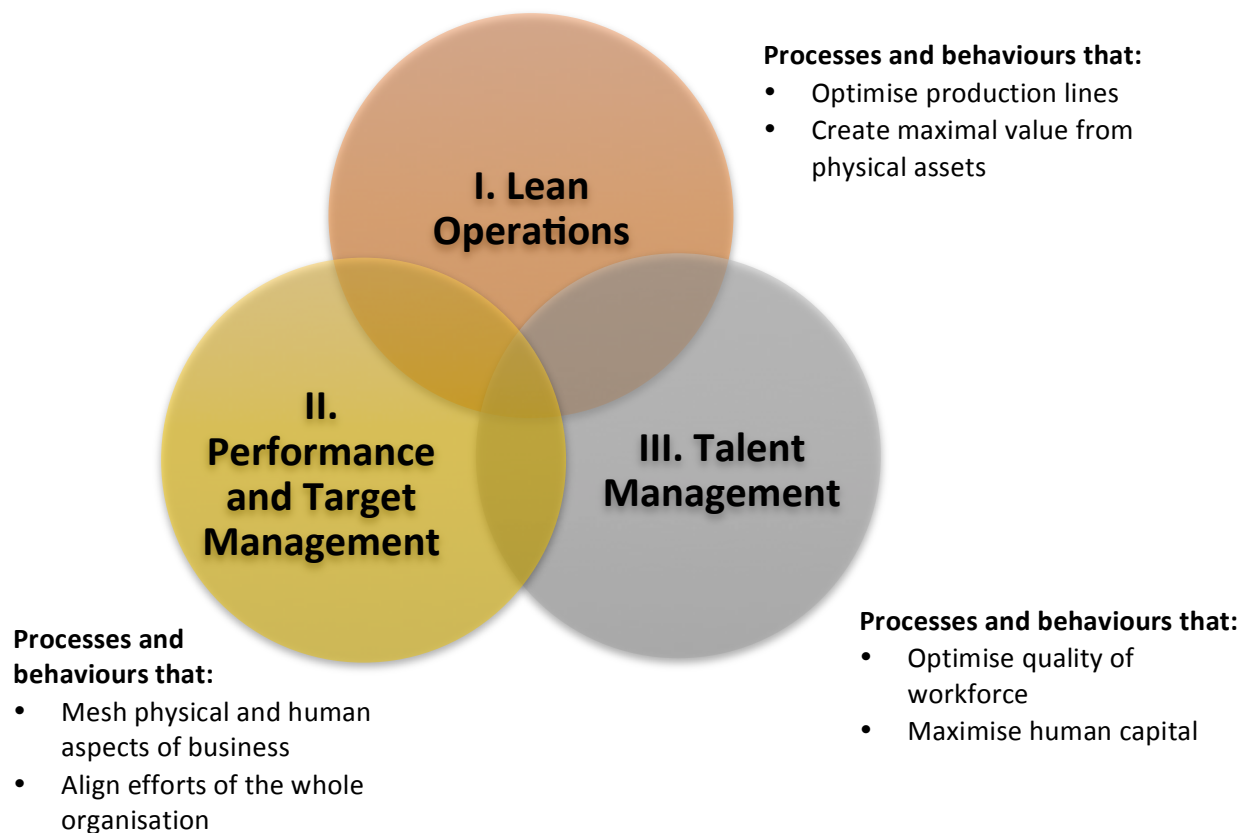 Processes and behaviours that:
• Optimise production lines
• Create maximal value from
physical assets
I. Lean
Operations
II.
Performance
and Target
Management
III. Talent
Management
Processes and behaviours that:
• Optimise quality of
workforce
• Maximise human capital
Processes and
behaviours that:
• Mesh physical and human
aspects of business
• Align efforts of the whole
organisation